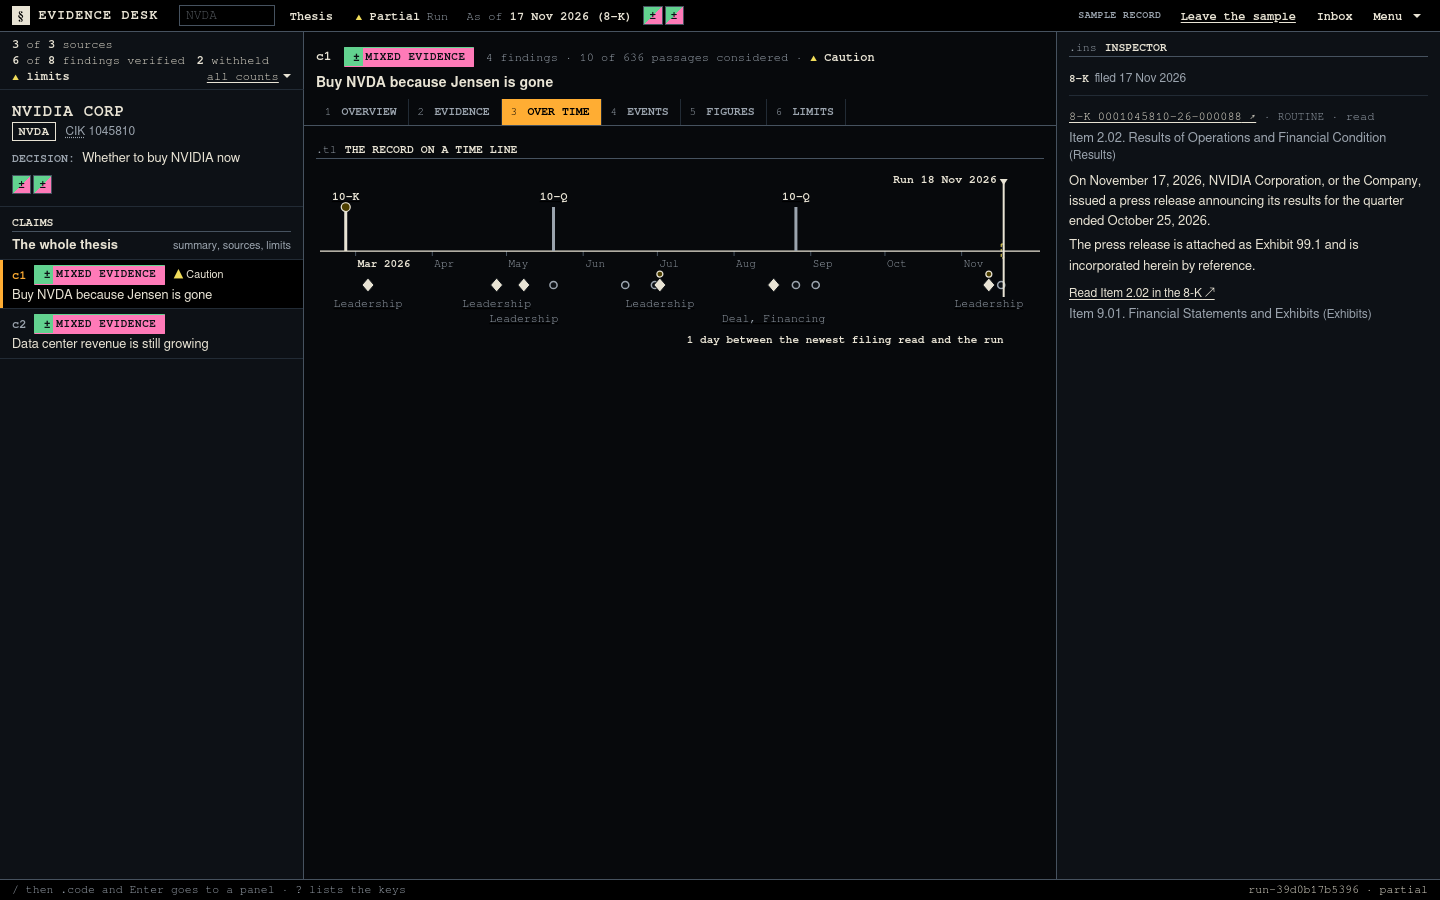 § EVIDENCE DESK NVDA Thesis ▲ Partial Run As of 17 Nov 2026 (8-K) ± ± SAMPLE RECORD Leave the sample Inbox Menu
3 of 3 sources
6 of 8 findings verified 2 withheld
▲ limits all counts
NVIDIA CORP
NVDA CIK 1045810
DECISION: Whether to buy NVIDIA now
± ±
CLAIMS
The whole thesis summary, sources, limits
c1 ± MIXED EVIDENCE ▲ Caution
Buy NVDA because Jensen is gone
c2 ± MIXED EVIDENCE
Data center revenue is still growing
c1 ± MIXED EVIDENCE 4 findings · 10 of 636 passages considered · ▲ Caution
Buy NVDA because Jensen is gone
1 OVERVIEW 2 EVIDENCE 3 OVER TIME 4 EVENTS 5 FIGURES 6 LIMITS
.tl THE RECORD ON A TIME LINE
Run 18 Nov 2026
10-K 10-Q 10-Q
Mar 2026 Apr May Jun Jul Aug Sep Oct Nov
Leadership Leadership Leadership Leadership
Leadership Deal, Financing
1 day between the newest filing read and the run
.ins INSPECTOR
8-K filed 17 Nov 2026
8-K 0001045810-26-000088 ↗ · ROUTINE · read
Item 2.02. Results of Operations and Financial Condition
(Results)
On November 17, 2026, NVIDIA Corporation, or the Company,
issued a press release announcing its results for the quarter
ended October 25, 2026.
The press release is attached as Exhibit 99.1 and is
incorporated herein by reference.
Read Item 2.02 in the 8-K ↗
Item 9.01. Financial Statements and Exhibits (Exhibits)
/ then .code and Enter goes to a panel · ? lists the keys
run-39d0b17b5396 · partial